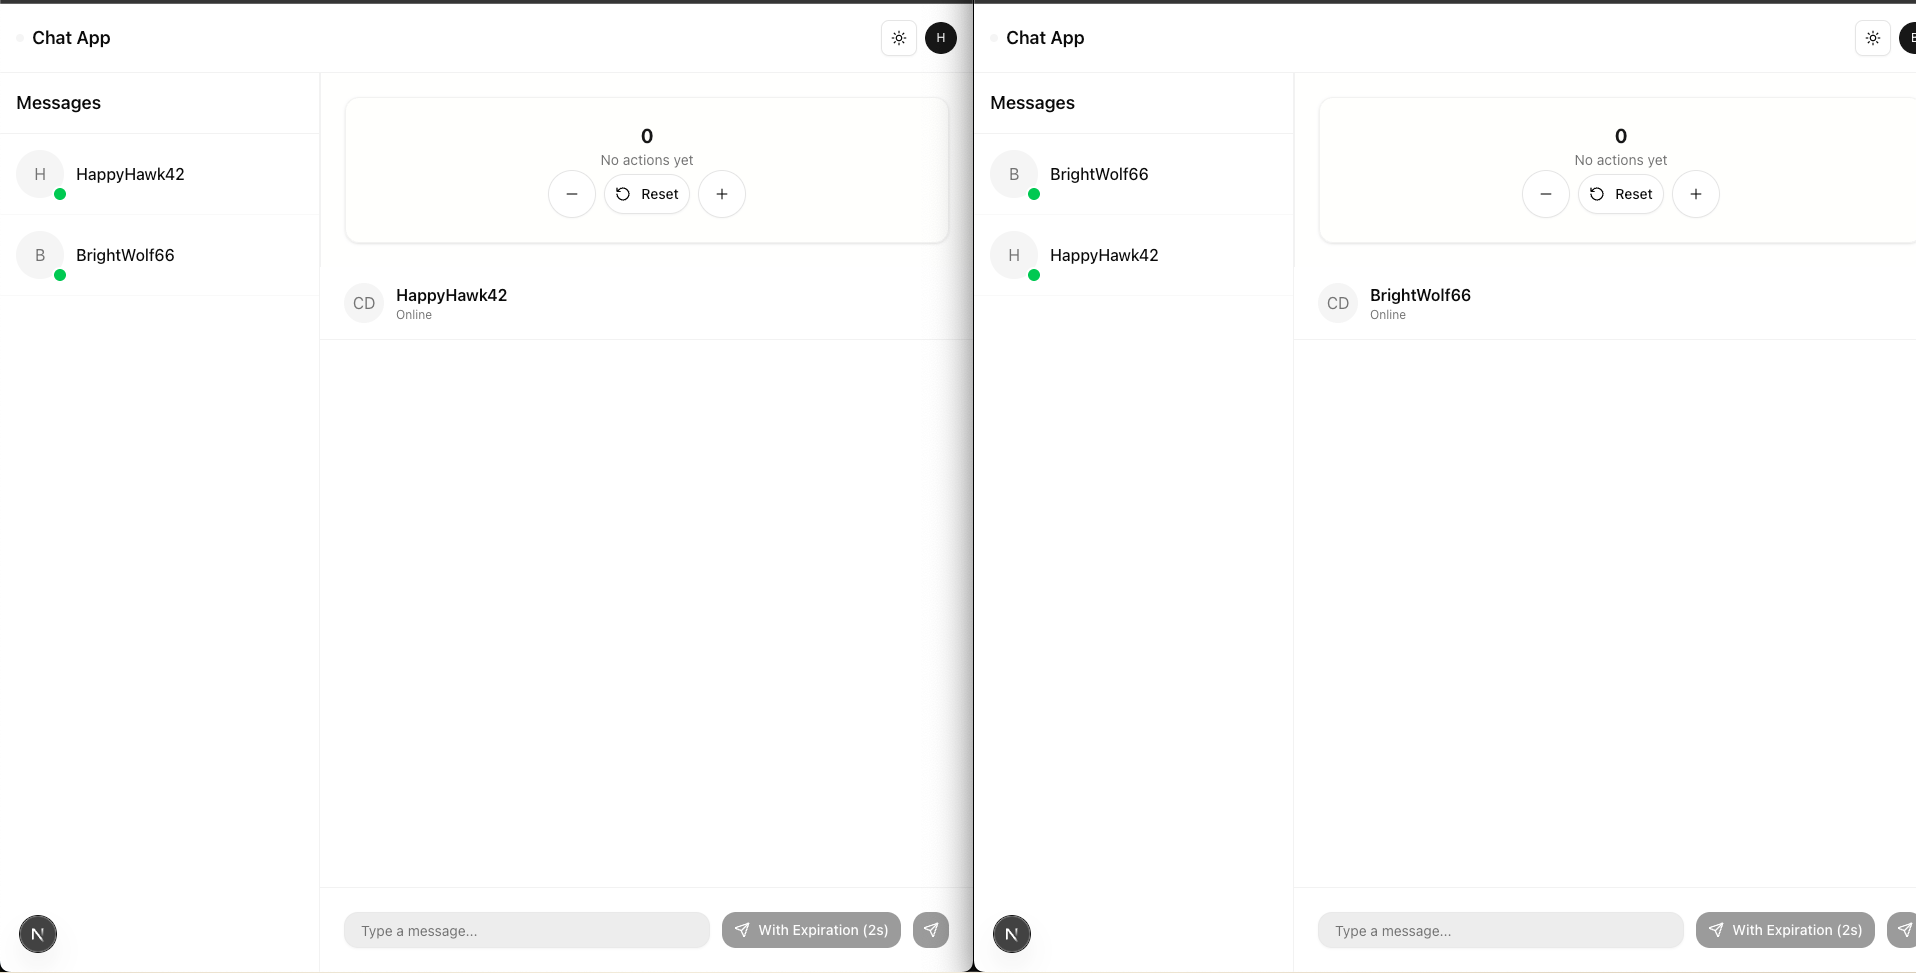 Chat App
H
Messages
H
HappyHawk42
B
BrightWolf66
0
No actions yet
− Reset +
CD
HappyHawk42
Online
Type a message...
With Expiration (2s)
N
Chat App
Messages
B
BrightWolf66
H
HappyHawk42
0
No actions yet
− Reset +
CD
BrightWolf66
Online
Type a message...
With Expiration (2s)
N